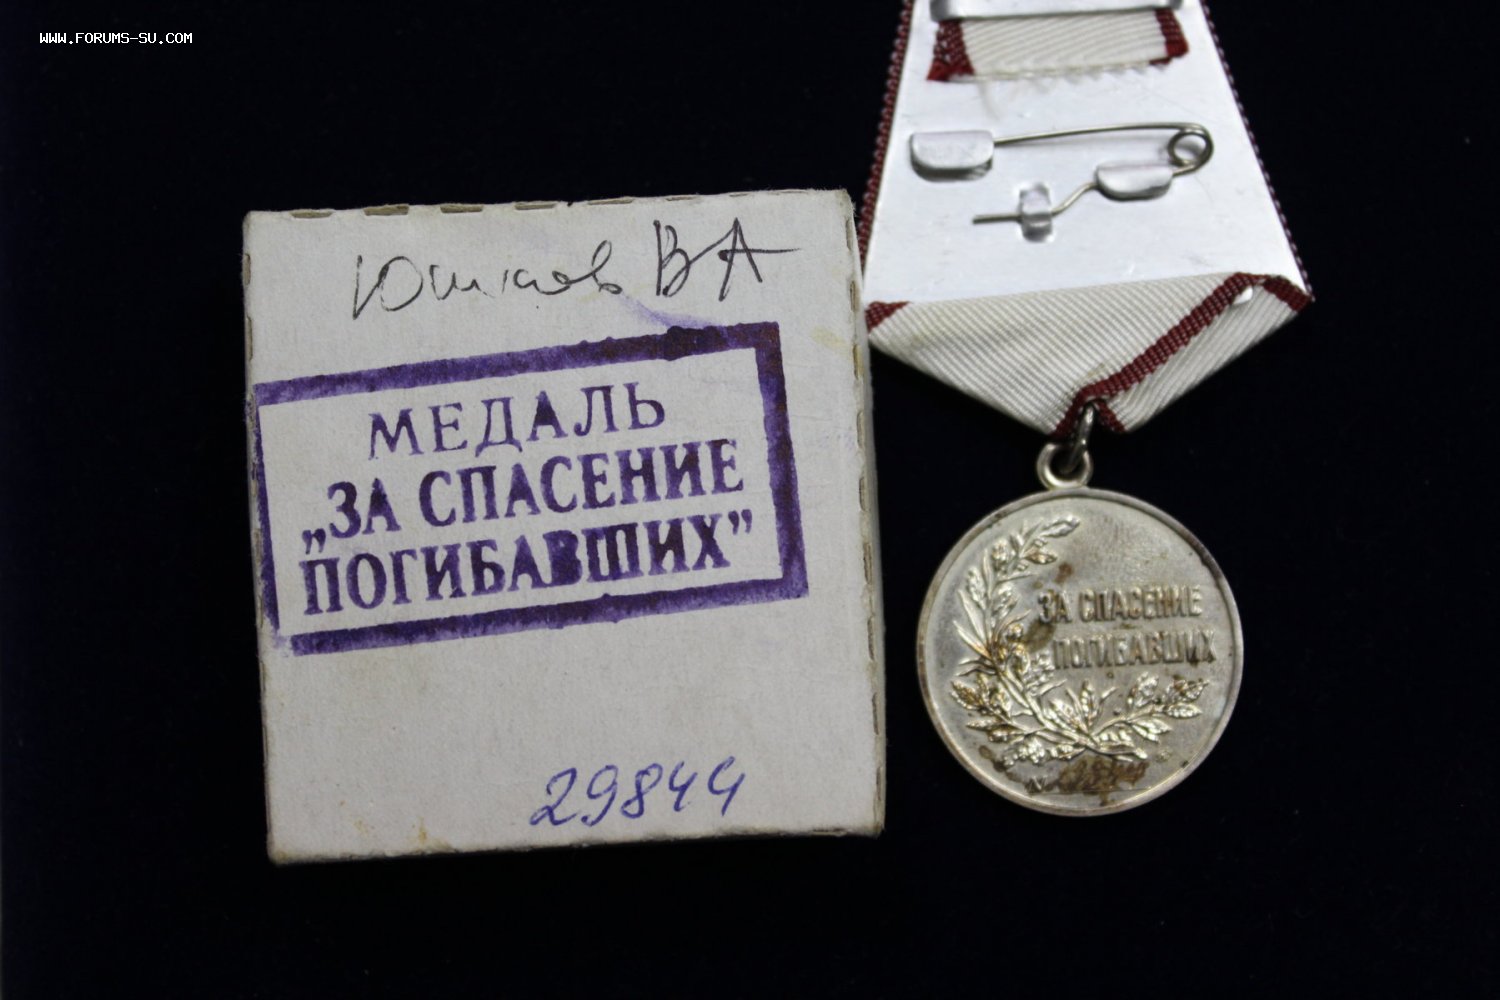 WWW.FORUMS-SU.COM
Юшков ВА
МЕДАЛЬ
„ЗА СПАСЕНИЕ
ПОГИБАВШИХ”
29844
ЗА СПАСЕНИЕ
ПОГИБАВШИХ